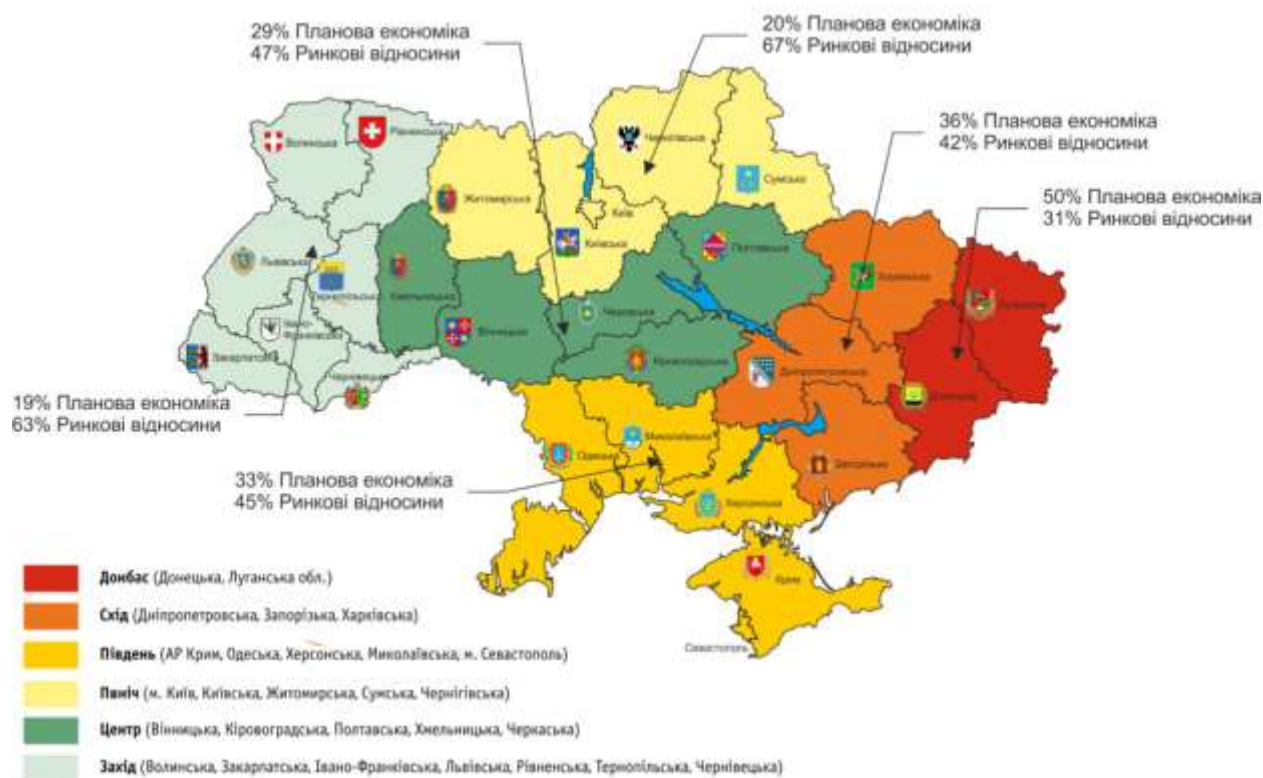 29% Планова економіка
47% Ринкові відносини
20% Планова економіка
67% Ринкові відносини
36% Планова економіка
42% Ринкові відносини
50% Планова економіка
31% Ринкові відносини
Волинська
Рівненська
Чернігівська
Сумська
Житомирська
Київ
Київська
Полтавська
Львівська
Тернопільська
Хмельницька
Вінницька
Харківська
Івано-
Франківська
Закарпатська
Чернівецька
Кіровоградська
Дніпропетровська
19% Планова економіка
63% Ринкові відносини
Миколаївська
Одеська
Запорізька
Херсонська
33% Планова економіка
45% Ринкові відносини
Крим
Севастополь
Донбас (Донецька, Луганська обл.)
Схід (Дніпропетровська, Запорізька, Харківська)
Південь (АР Крим, Одеська, Херсонська, Миколаївська, м. Севастополь)
Північ (м. Київ, Київська, Житомирська, Сумська, Чернігівська)
Центр (Вінницька, Кіровоградська, Полтавська, Хмельницька, Черкаська)
Захід (Волинська, Закарпатська, Івано-Франківська, Львівська, Рівненська, Тернопільська, Чернівецька)